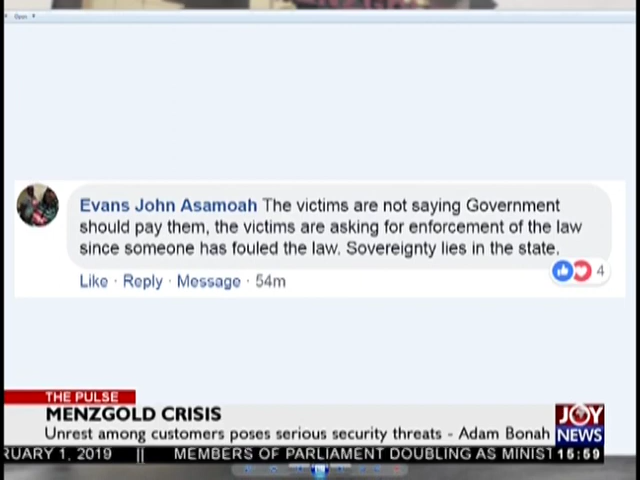 Open
Evans John Asamoah The victims are not saying Government
should pay them, the victims are asking for enforcement of the law
since someone has fouled the law. Sovereignty lies in the state.
4
Like · Reply · Message · 54m
THE PULSE
MENZGOLD CRISIS
Unrest among customers poses serious security threats - Adam Bonah
JOY
NEWS
RUARY 1, 2019 || MEMBERS OF PARLIAMENT DOUBLING AS MINIST 15:59